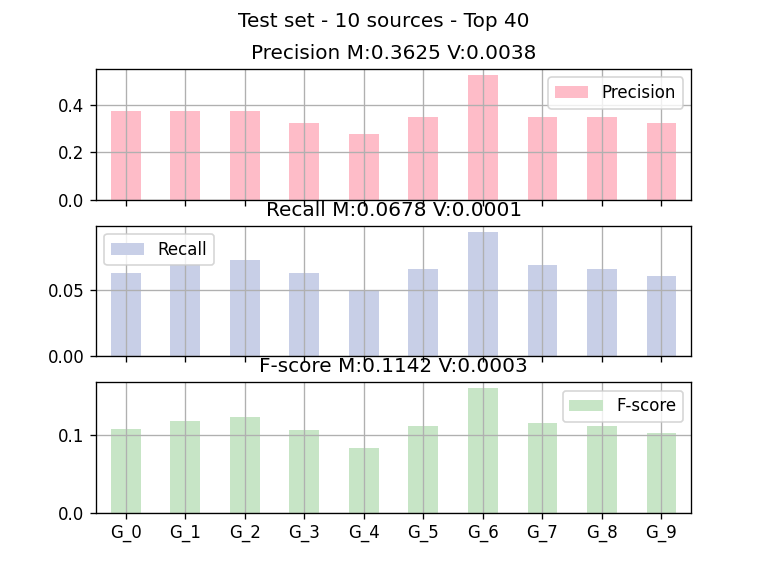 Test set - 10 sources - Top 40
Precision M:0.3625 V:0.0038
0.4
0.2
0.0
Precision
Recall M:0.0678 V:0.0001
0.05
0.00
Recall
F-score M:0.1142 V:0.0003
0.1
0.0
F-score
G_0 G_1 G_2 G_3 G_4 G_5 G_6 G_7 G_8 G_9